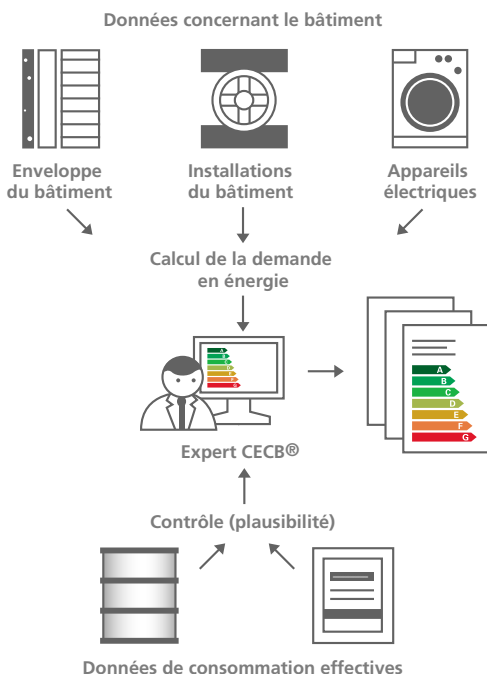 Données concernant le bâtiment
Enveloppe
du bâtiment
Installations
du bâtiment
Appareils
électriques
Calcul de la demande
en énergie
A
B
C
D
E
F
G
A
B
C
D
E
F
G
Expert CECB®
Contrôle (plausibilité)
Données de consommation effectives